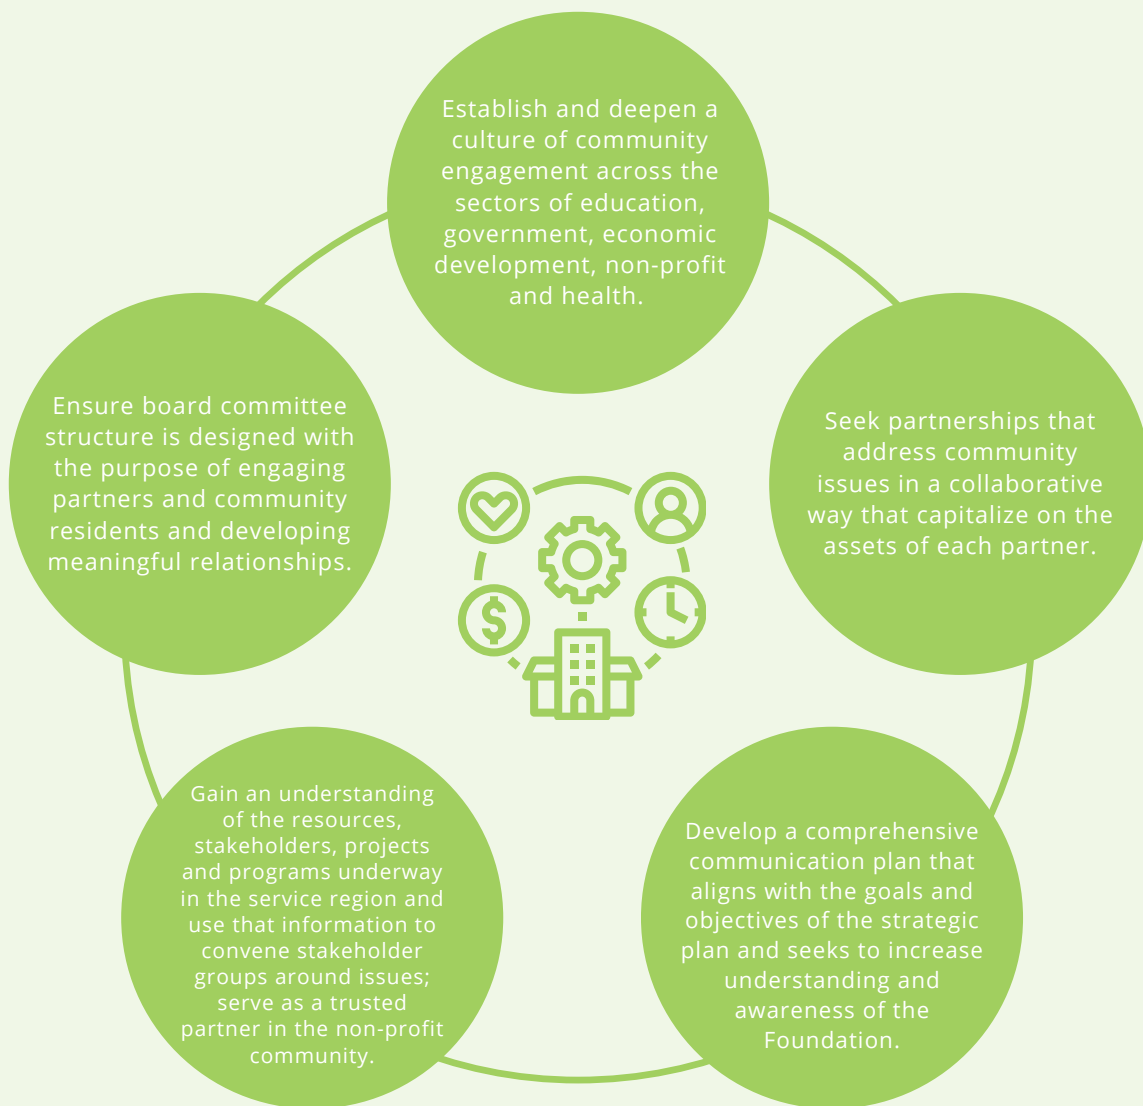 Establish and deepen a
culture of community
engagement across the
sectors of education,
government, economic
development, non-profit
and health.
Ensure board committee
structure is designed with
the purpose of engaging
partners and community
residents and developing
meaningful relationships.
Seek partnerships that
address community
issues in a collaborative
way that capitalize on the
assets of each partner.
$
Gain an understanding
of the resources,
stakeholders, projects
and programs underway
in the service region and
use that information to
convene stakeholder
groups around issues;
serve as a trusted
partner in the non-profit
community.
Develop a comprehensive
communication plan that
aligns with the goals and
objectives of the strategic
plan and seeks to increase
understanding and
awareness of the
Foundation.